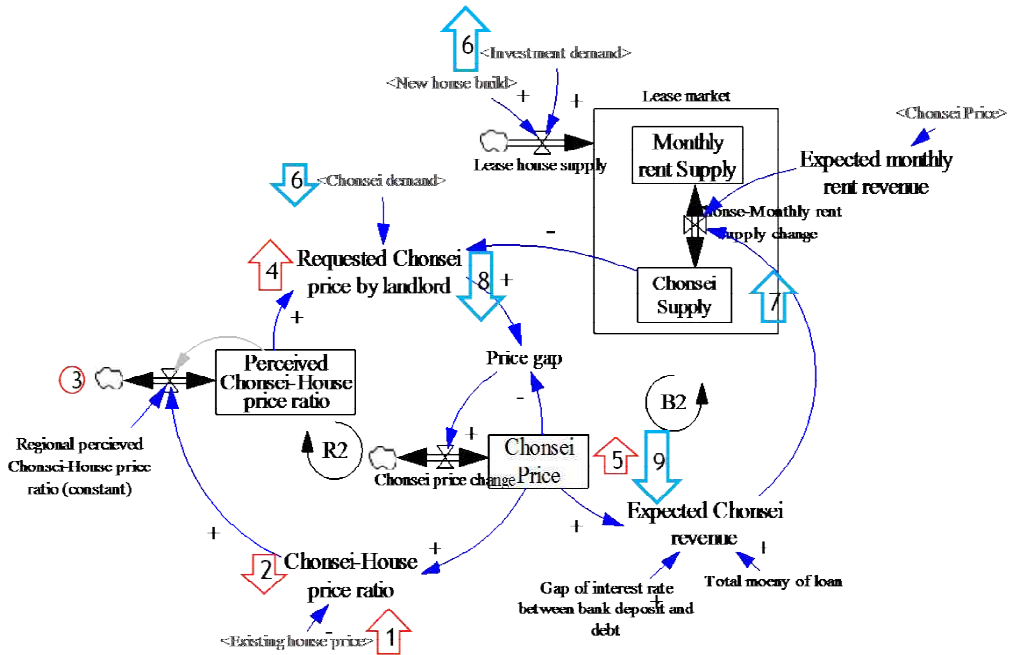 6
<Investment demand>
<New house build>
+
+
Lease market
<Chonsei Price>
Lease house supply
Monthly
rent Supply
Expected monthly
rent revenue
6
<Chonsei demand>
Chonse-Monthly rent
supply change
-
4
Requested Chonsei
price by landlord
8
+
Chonsei
Supply
7
+
Price gap
3
Perceived
Chonsei-House
price ratio
-
B2
Regional percieved
Chonsei-House price
ratio (constant)
R2
+
Chonsei price change
Chonsei
Price
5
9
+
+
+
Expected Chonsei
revenue
2
Chonsei-House
price ratio
+
Gap of interest rate
between bank deposit and
debt
+
Total moeny of loan
-
<Existing house price>
1